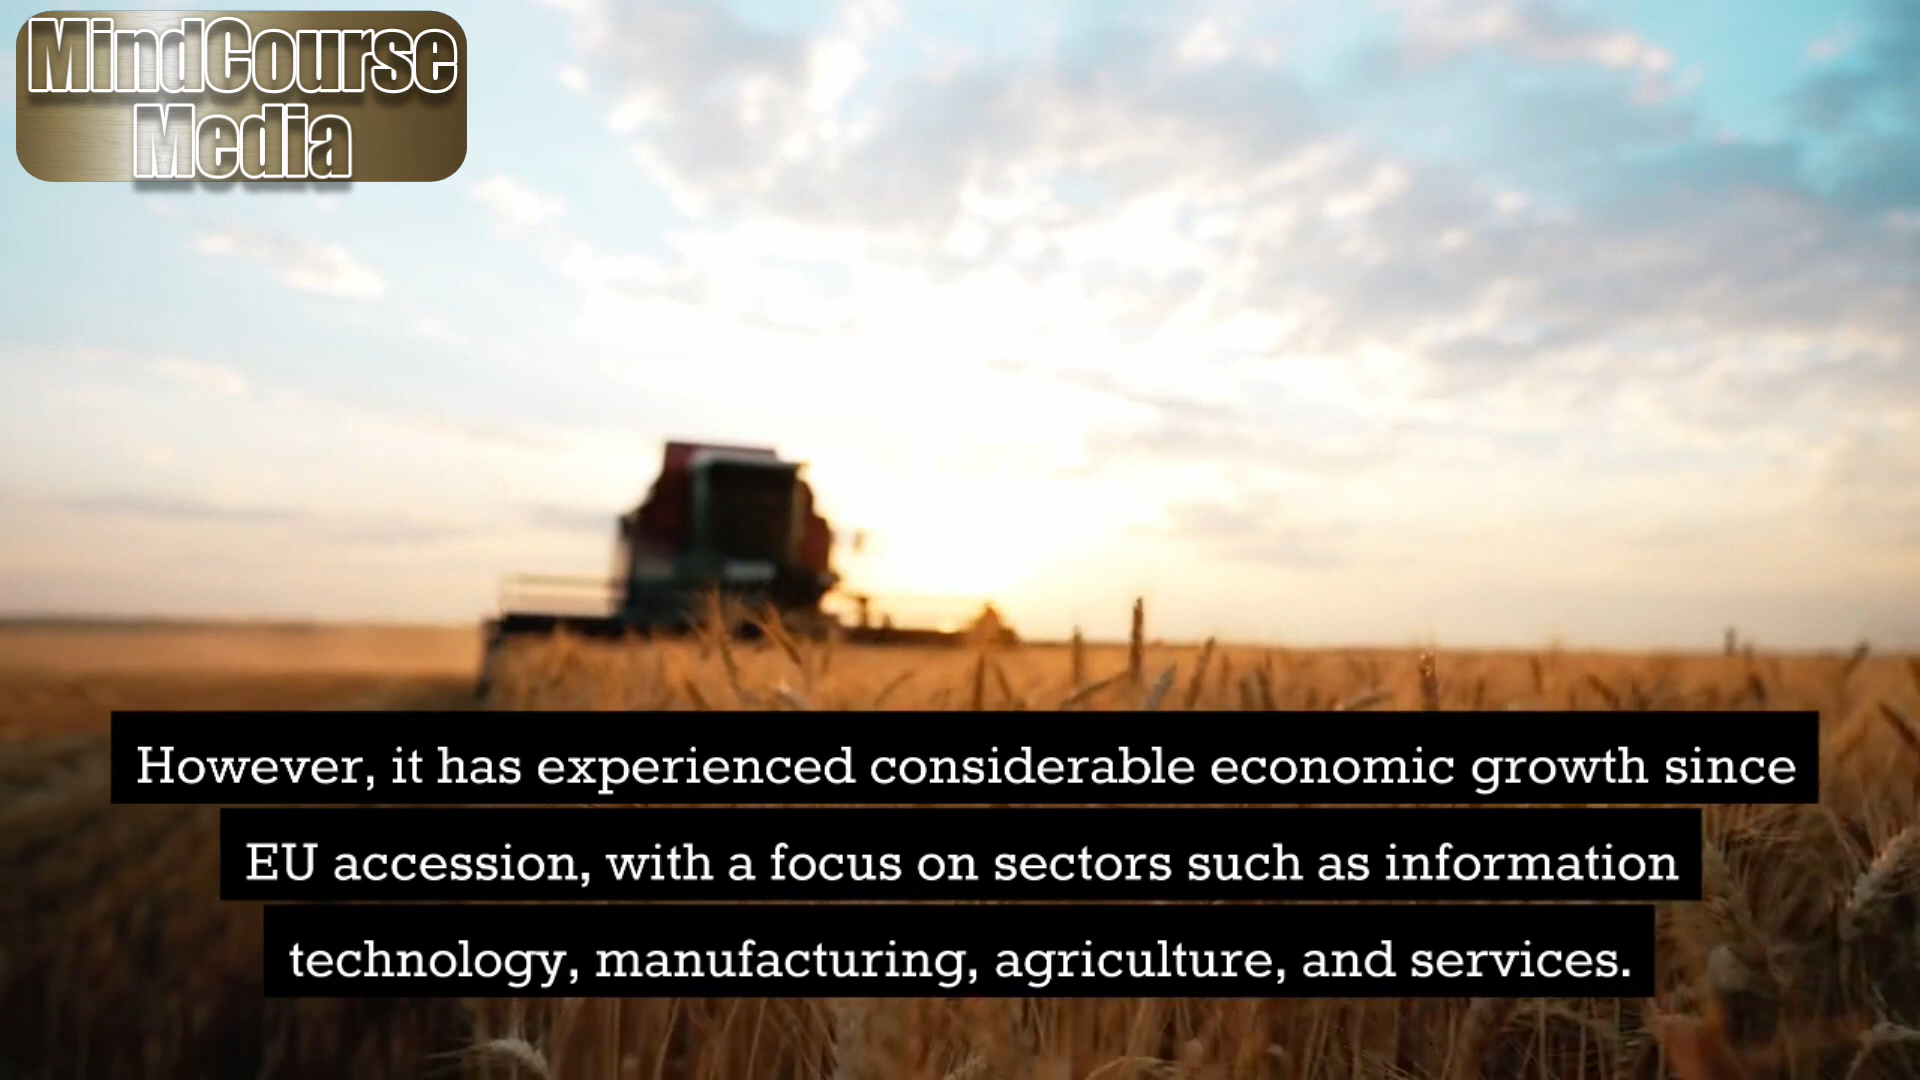 MindCourse
Media
However, it has experienced considerable economic growth since
EU accession, with a focus on sectors such as information
technology, manufacturing, agriculture, and services.